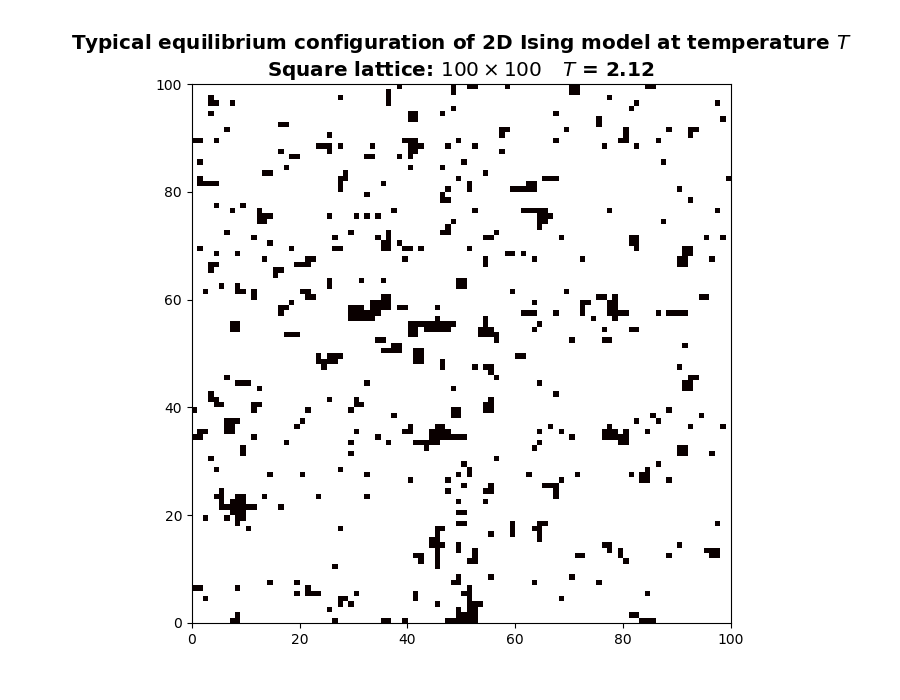 Typical equilibrium configuration of 2D Ising model at temperature T
Square lattice: 100 × 100 T = 2.12
100
80
60
40
20
0
0 20 40 60 80 100